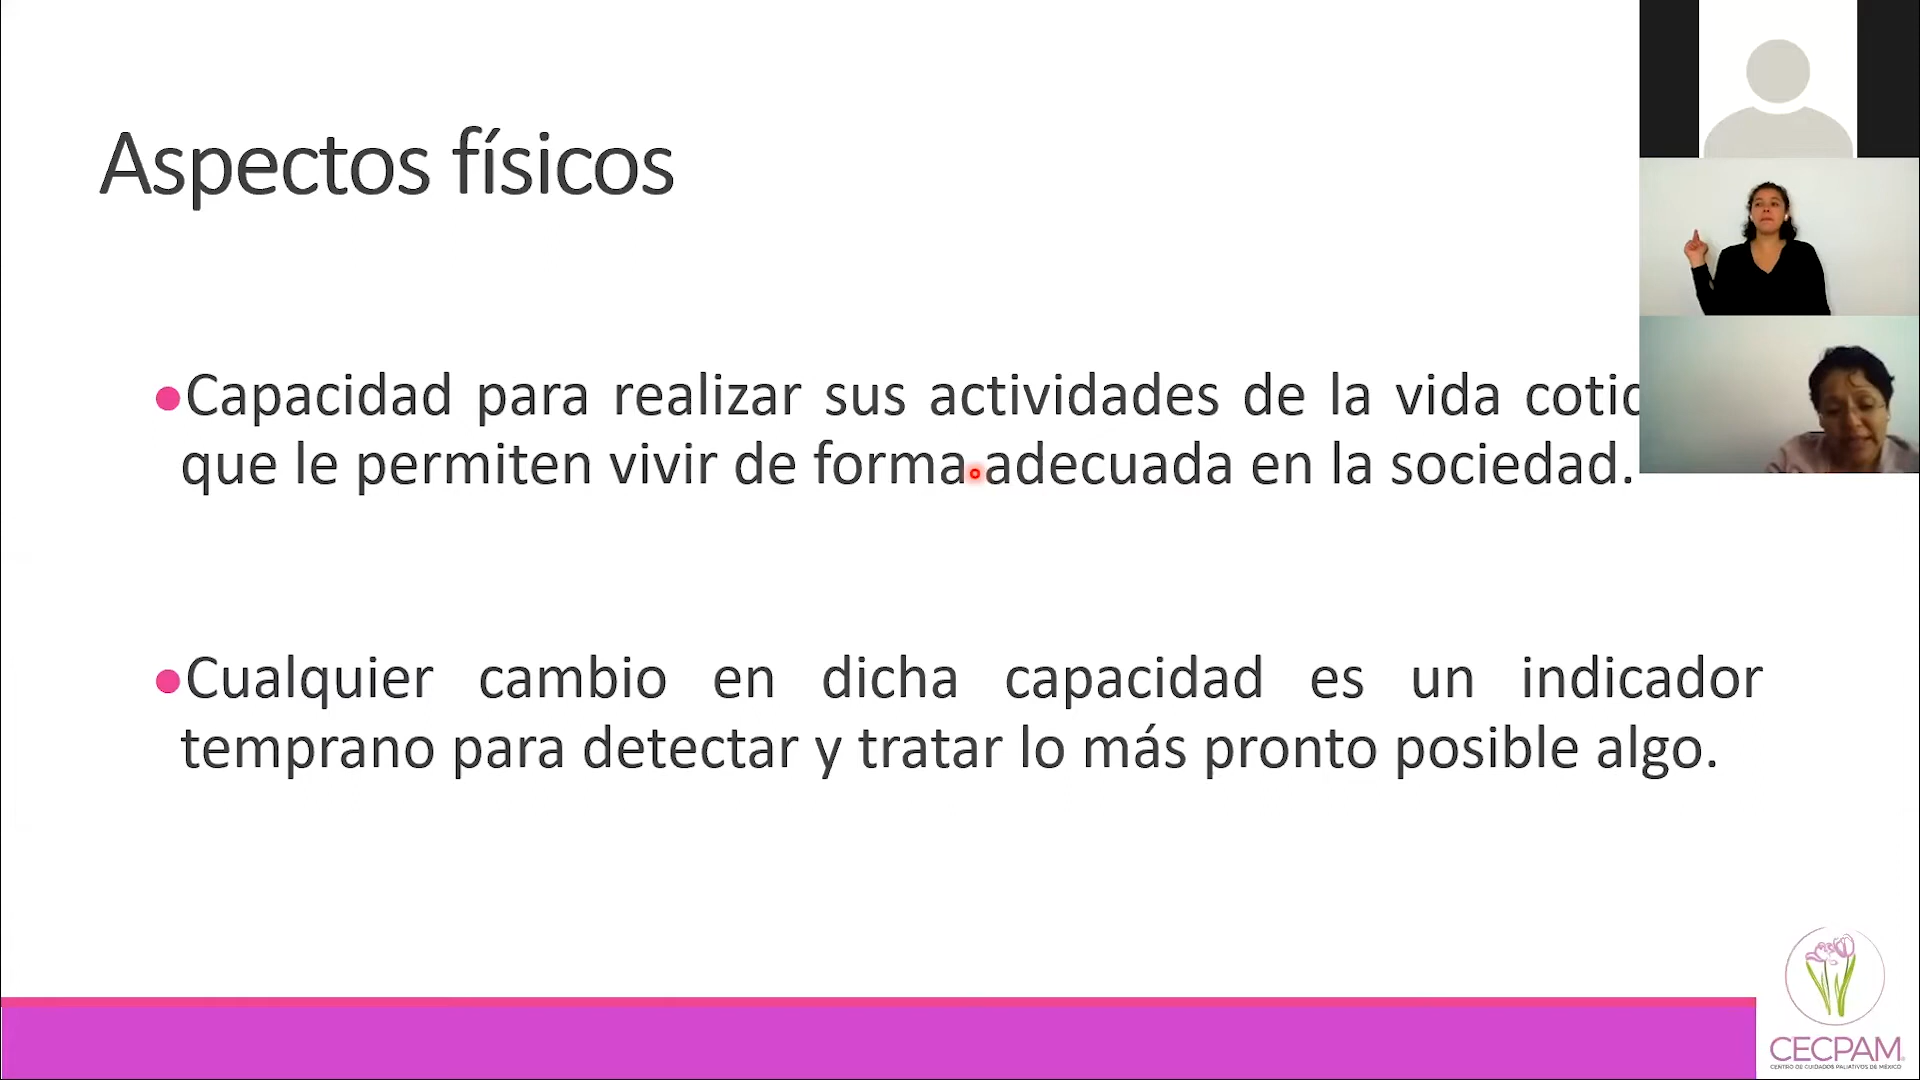 Aspectos físicos
●Capacidad para realizar sus actividades de la vida
que le permiten vivir de forma adecuada en la sociedad.
●Cualquier cambio en dicha capacidad es un indicador
temprano para detectar y tratar lo más pronto posible algo.
CECPAM
CENTRO DE CUIDADOS PALIATIVOS DE MÉXICO